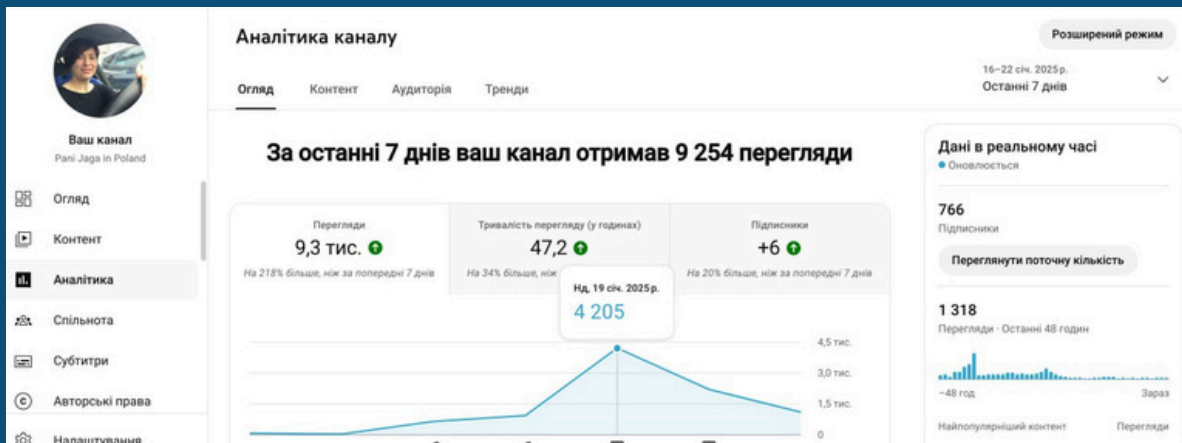 Ваш канал
Pani Jaga in Poland
Огляд
Контент
Аналітика
Спільнота
Субтитри
Авторські права
Налаштування
Аналітика каналу
Розширений режим
Огляд
Контент
Аудиторія
Тренди
16–22 січ. 2025 р.
Останні 7 днів
За останні 7 днів ваш канал отримав 9 254 перегляди
Перегляди
9,3 тис.
На 218% більше, ніж за попередні 7 днів
Тривалість перегляду (у годинах)
47,2
На 34% більше, ніж
Підписники
+6
На 20% більше, ніж за попередні 7 днів
Нд, 19 січ. 2025 р.
4 205
4,5 тис.
3,0 тис.
1,5 тис.
0
Дані в реальному часі
Оновлюється
766
Підписники
Переглянути поточну кількість
1 318
Перегляди · Останні 48 годин
−48 год
Зараз
Найпопулярніший контент
Перегляди